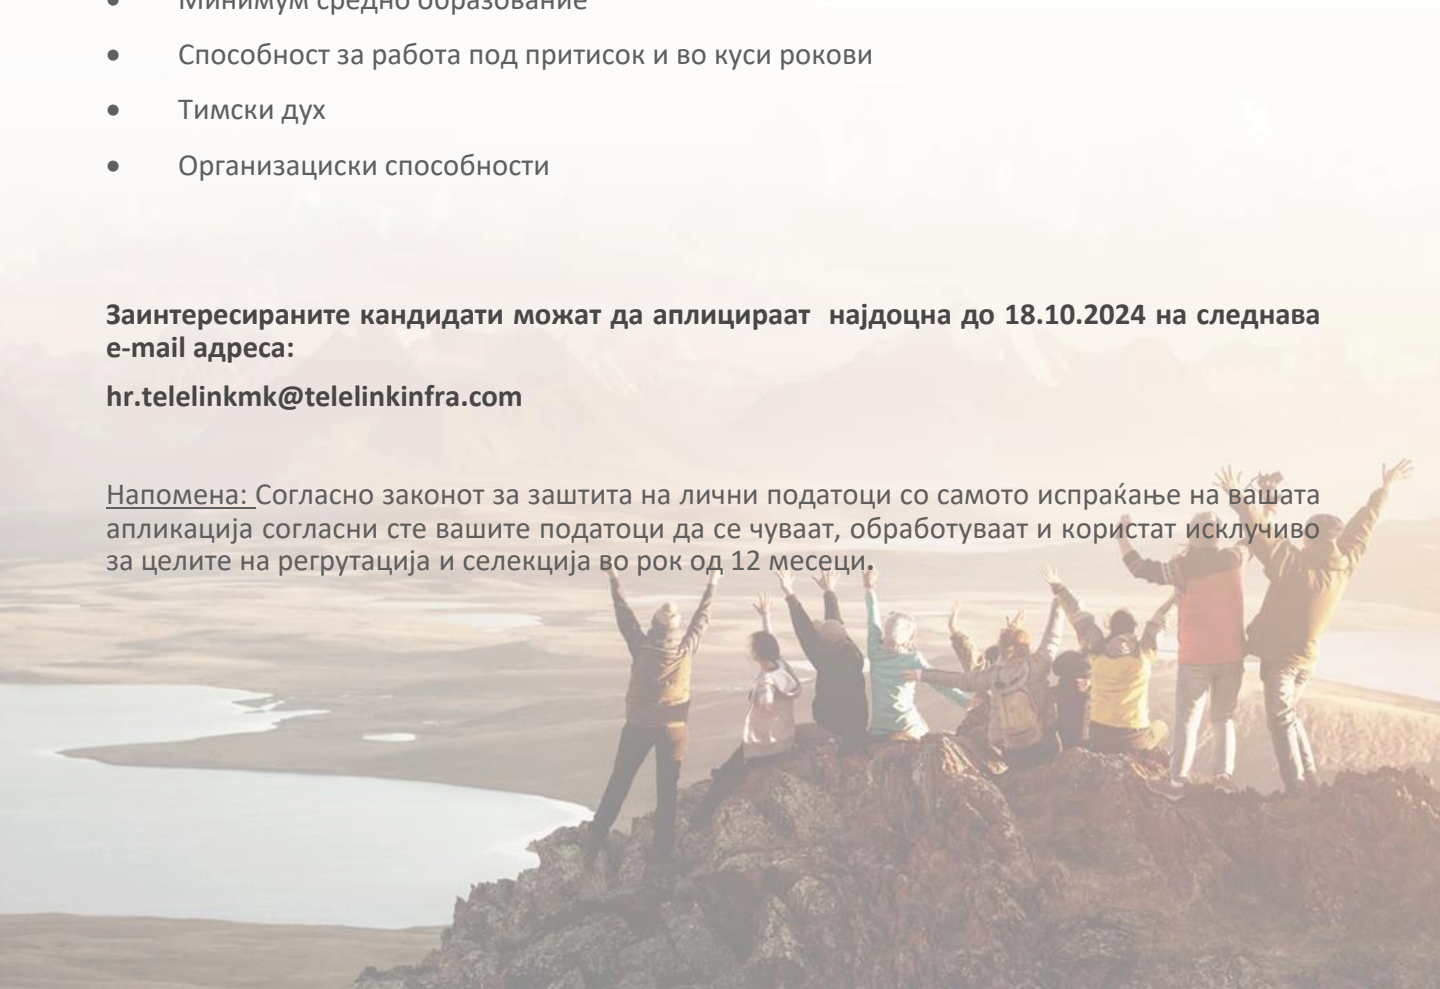 • Минимум средно образование
• Способност за работа под притисок и во куси рокови
• Тимски дух
• Организациски способности
Заинтересираните кандидати можат да аплицираат најдоцна до 18.10.2024 на следнава
e-mail адреса:
hr.telelinkmk@telelinkinfra.com
Напомена: Согласно законот за заштита на лични податоци со самото испраќање на вашата
апликација согласни сте вашите податоци да се чуваат, обработуваат и користат исклучиво
за целите на регрутација и селекција во рок од 12 месеци.